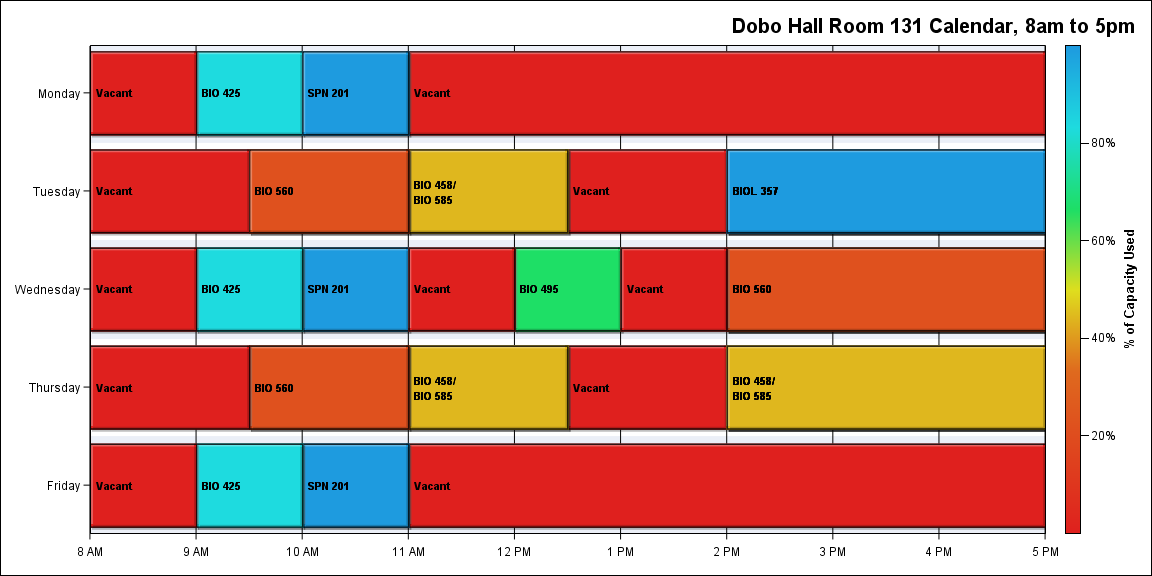 Dobo Hall Room 131 Calendar, 8am to 5pm
Monday
Vacant
BIO 425
SPN 201
Vacant
Tuesday
Vacant
BIO 560
BIO 458/
BIO 585
Vacant
BIOL 357
Wednesday
Vacant
BIO 425
SPN 201
Vacant
BIO 495
Vacant
BIO 560
Thursday
Vacant
BIO 560
BIO 458/
BIO 585
Vacant
BIO 458/
BIO 585
Friday
Vacant
BIO 425
SPN 201
Vacant
8 AM
9 AM
10 AM
11 AM
12 PM
1 PM
2 PM
3 PM
4 PM
5 PM
80%
60%
40%
20%
% of Capacity Used